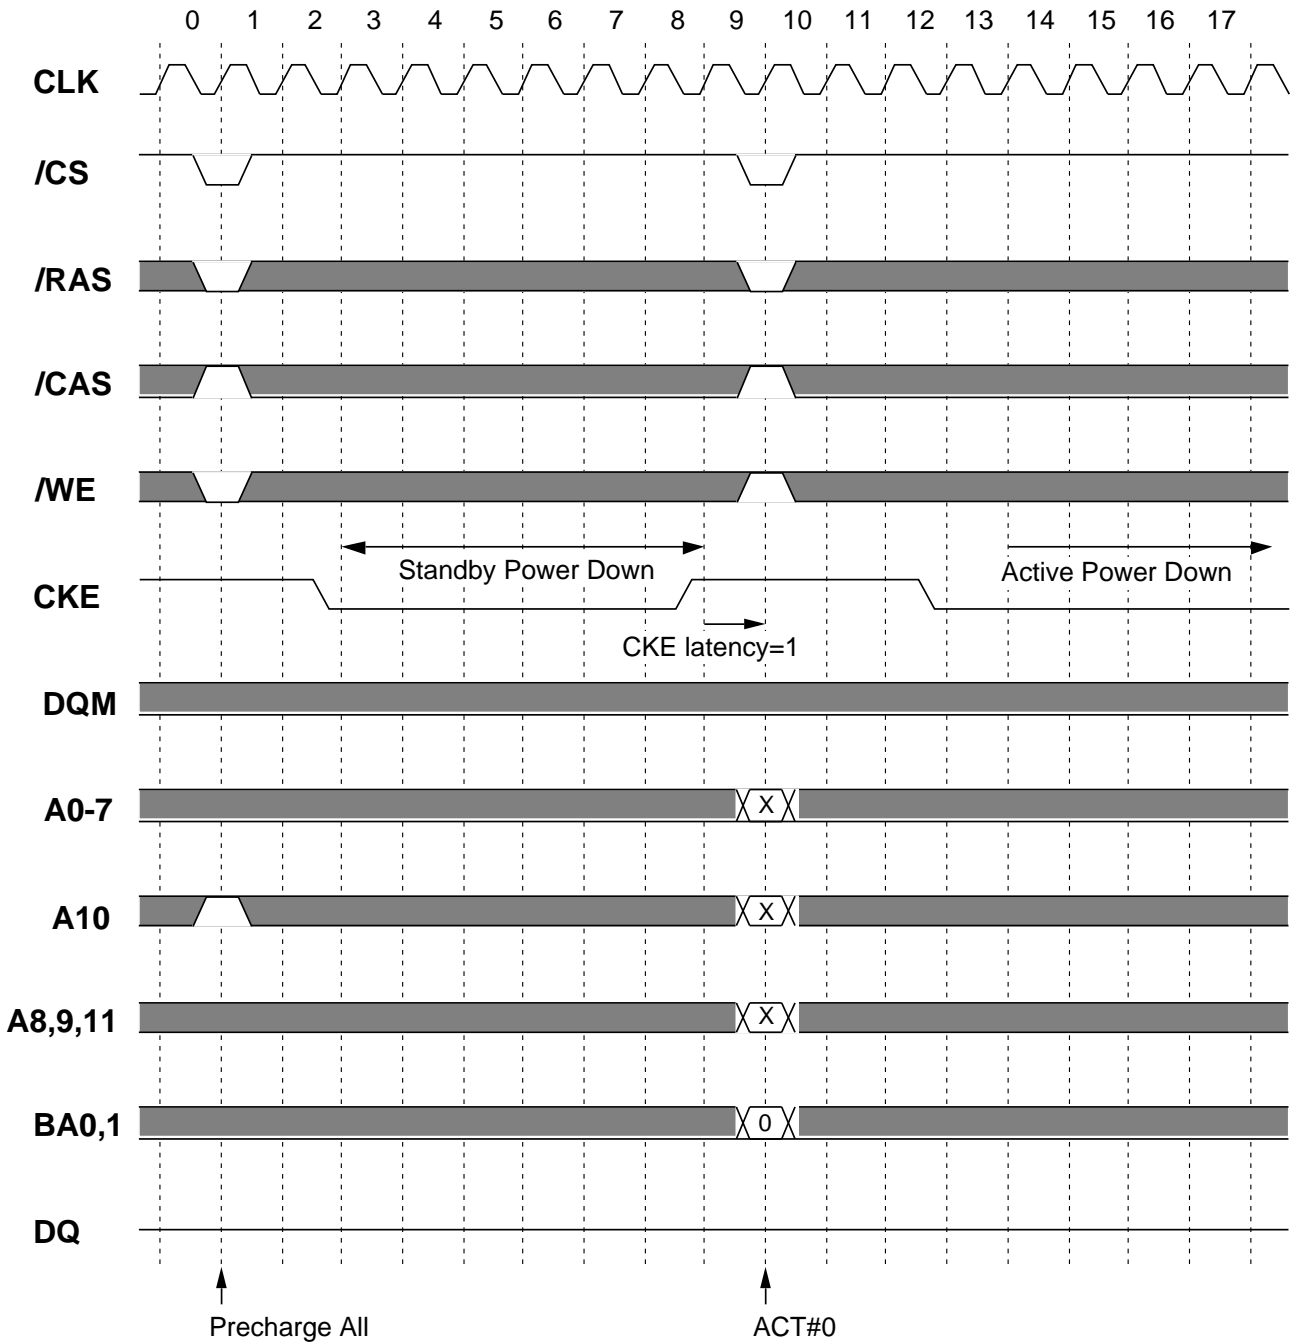 0 1 2 3 4 5 6 7 8 9 10 11 12 13 14 15 16 17
CLK
/CS
/RAS
/CAS
/WE
Standby Power Down
Active Power Down
CKE
CKE latency=1
DQM
A0-7
X
A10
X
A8,9,11
X
BA0,1
0
DQ
Precharge All
ACT#0